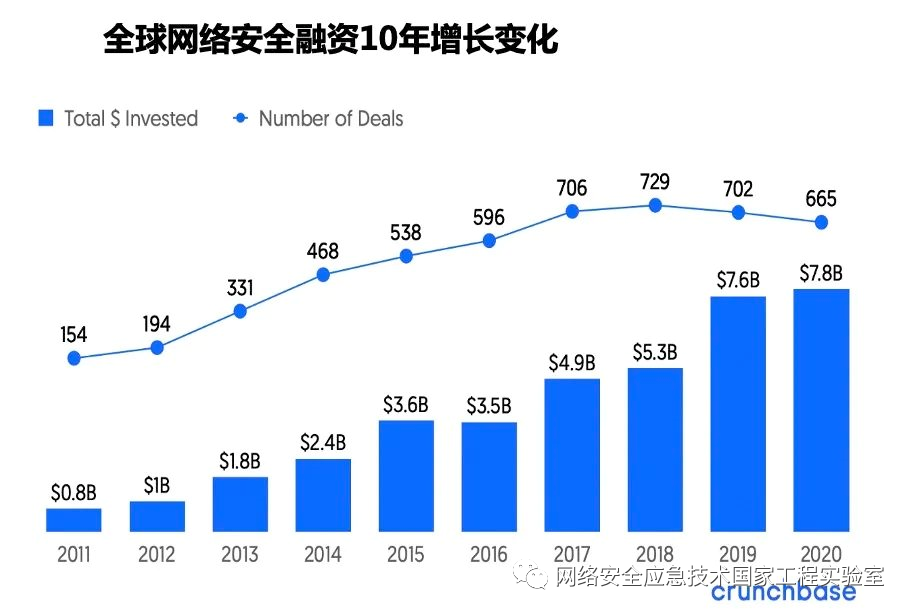 全球网络安全融资10年增长变化
Total $ Invested Number of Deals
154 194 331 468 538 596 706 729 702 665
$0.8B $1B $1.8B $2.4B $3.6B $3.5B $4.9B $5.3B $7.6B $7.8B
2011 2012 2013 2014 2015 2016 2017 2018 2019 2020
网络安全应急技术国家工程实验室
crunchbase